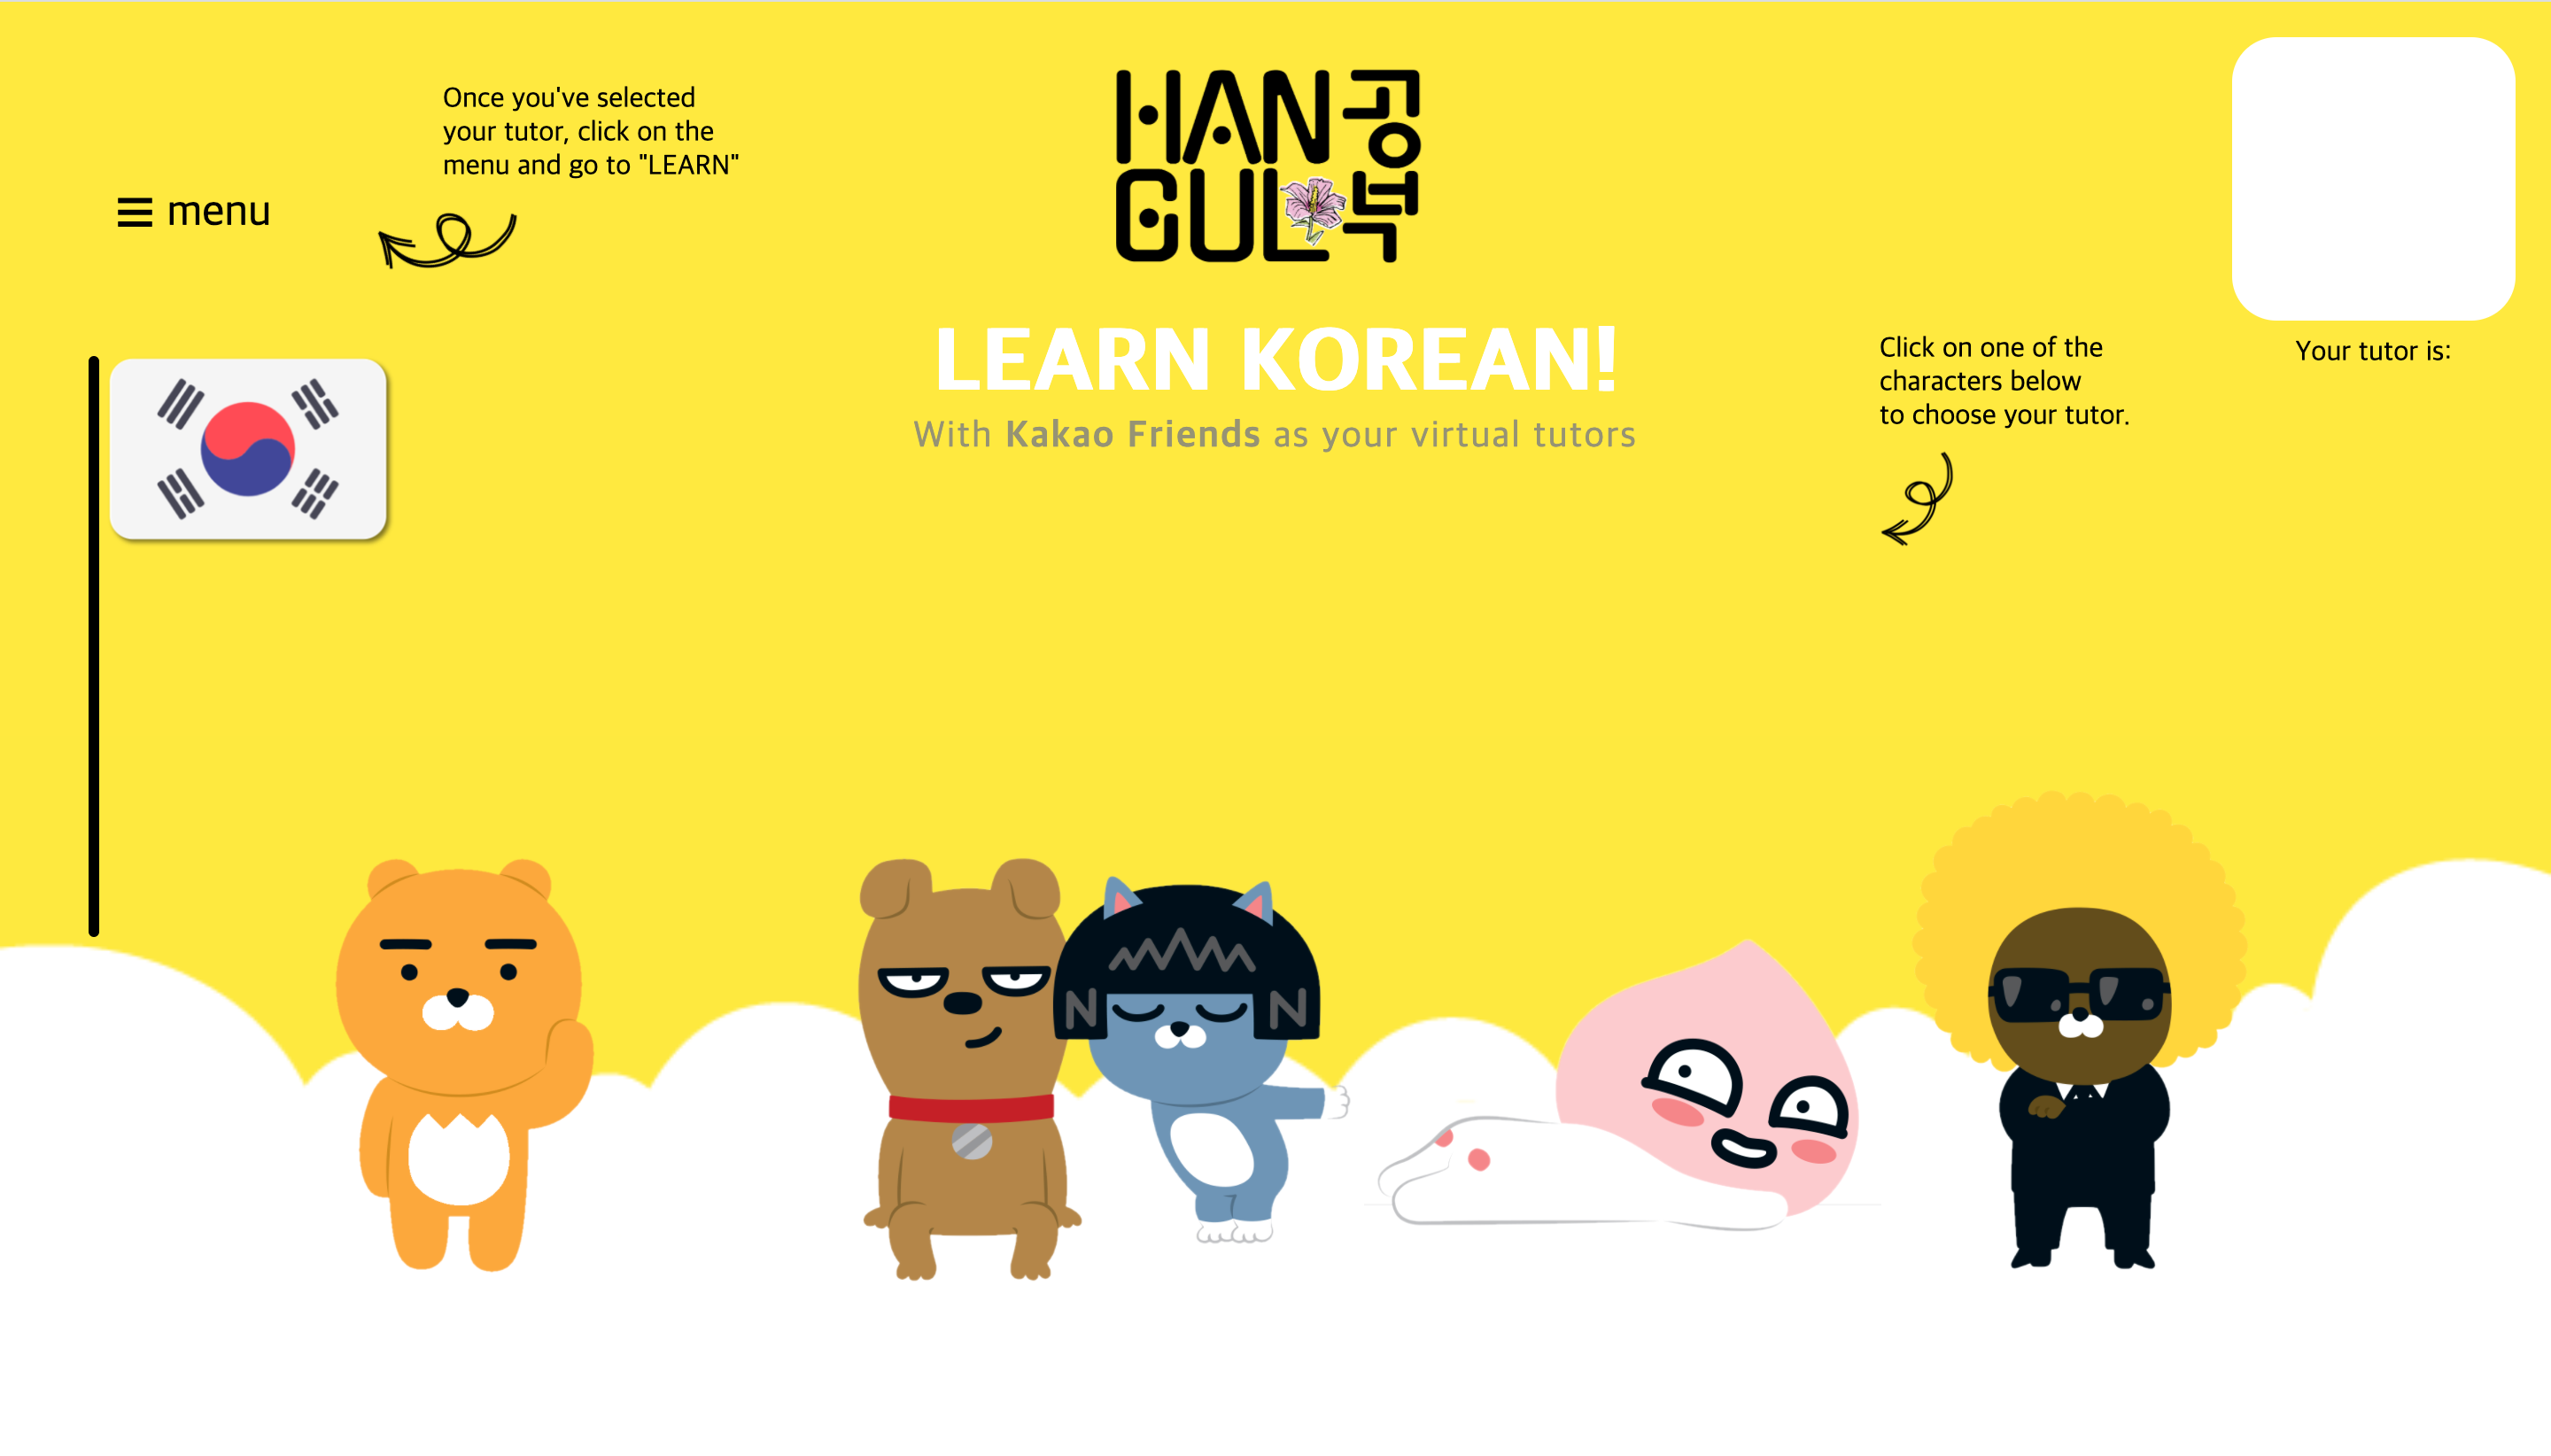 Once you've selected
your tutor, click on the
menu and go to "LEARN"
menu
HAN
GUL
LEARN KOREAN!
With Kakao Friends as your virtual tutors
Click on one of the
characters below
to choose your tutor.
Your tutor is:
N N